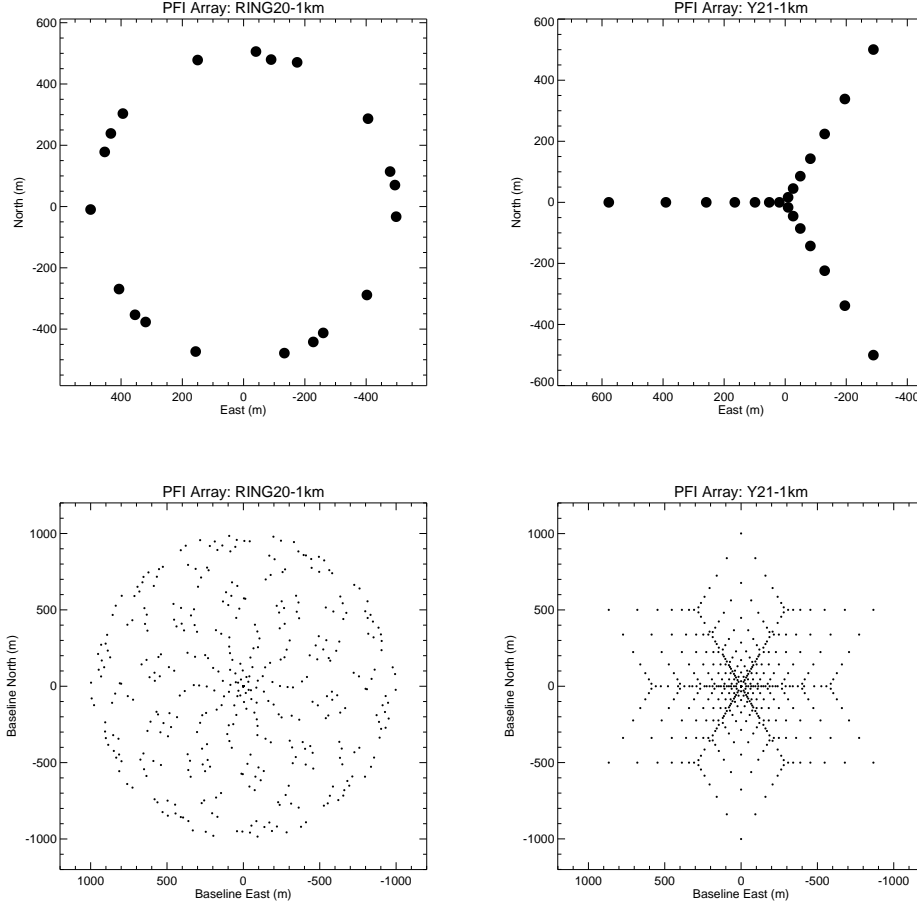 PFI Array: RING20-1km
600
400
200
0
-200
-400
North (m)
400 200 0 -200 -400
East (m)
PFI Array: Y21-1km
600
400
200
0
-200
-400
-600
North (m)
600 400 200 0 -200 -400
East (m)
PFI Array: RING20-1km
1000
500
0
-500
-1000
Baseline North (m)
1000 500 0 -500 -1000
Baseline East (m)
PFI Array: Y21-1km
1000
500
0
-500
-1000
Baseline North (m)
1000 500 0 -500 -1000
Baseline East (m)